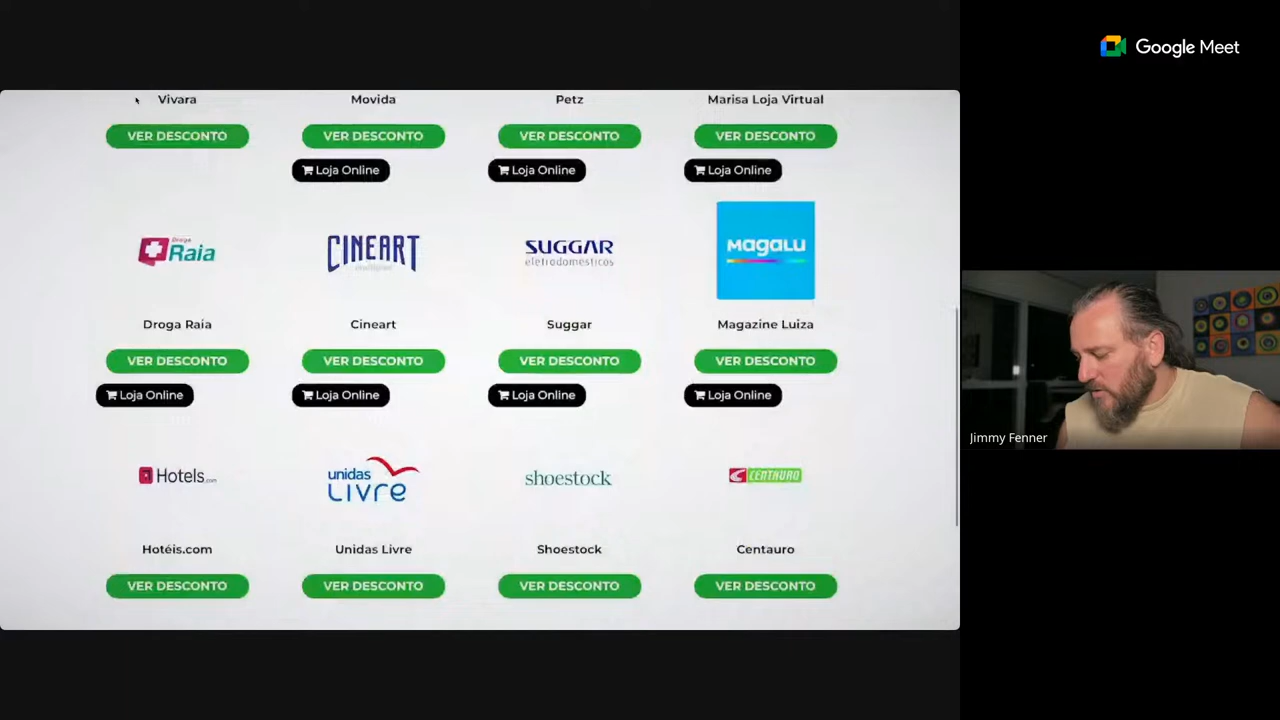 Google Meet
Vivara
Movida
Petz
Marisa Loja Virtual
VER DESCONTO
VER DESCONTO
VER DESCONTO
VER DESCONTO
Loja Online
Loja Online
Loja Online
Droga
Raia
CINEART
SUGGAR
eletrodomésticos
MAGALU
Droga Raia
Cineart
Suggar
Magazine Luiza
VER DESCONTO
VER DESCONTO
VER DESCONTO
VER DESCONTO
Loja Online
Loja Online
Loja Online
Loja Online
Hotels.com
unidas
Livre
shoestock
CENTAURO
Hotéis.com
Unidas Livre
Shoestock
Centauro
VER DESCONTO
VER DESCONTO
VER DESCONTO
VER DESCONTO
Jimmy Fenner